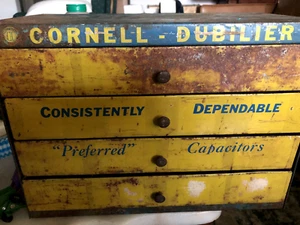 CORNELL - DUBILIER
CONSISTENTLY DEPENDABLE
"Preferred" Capacitors